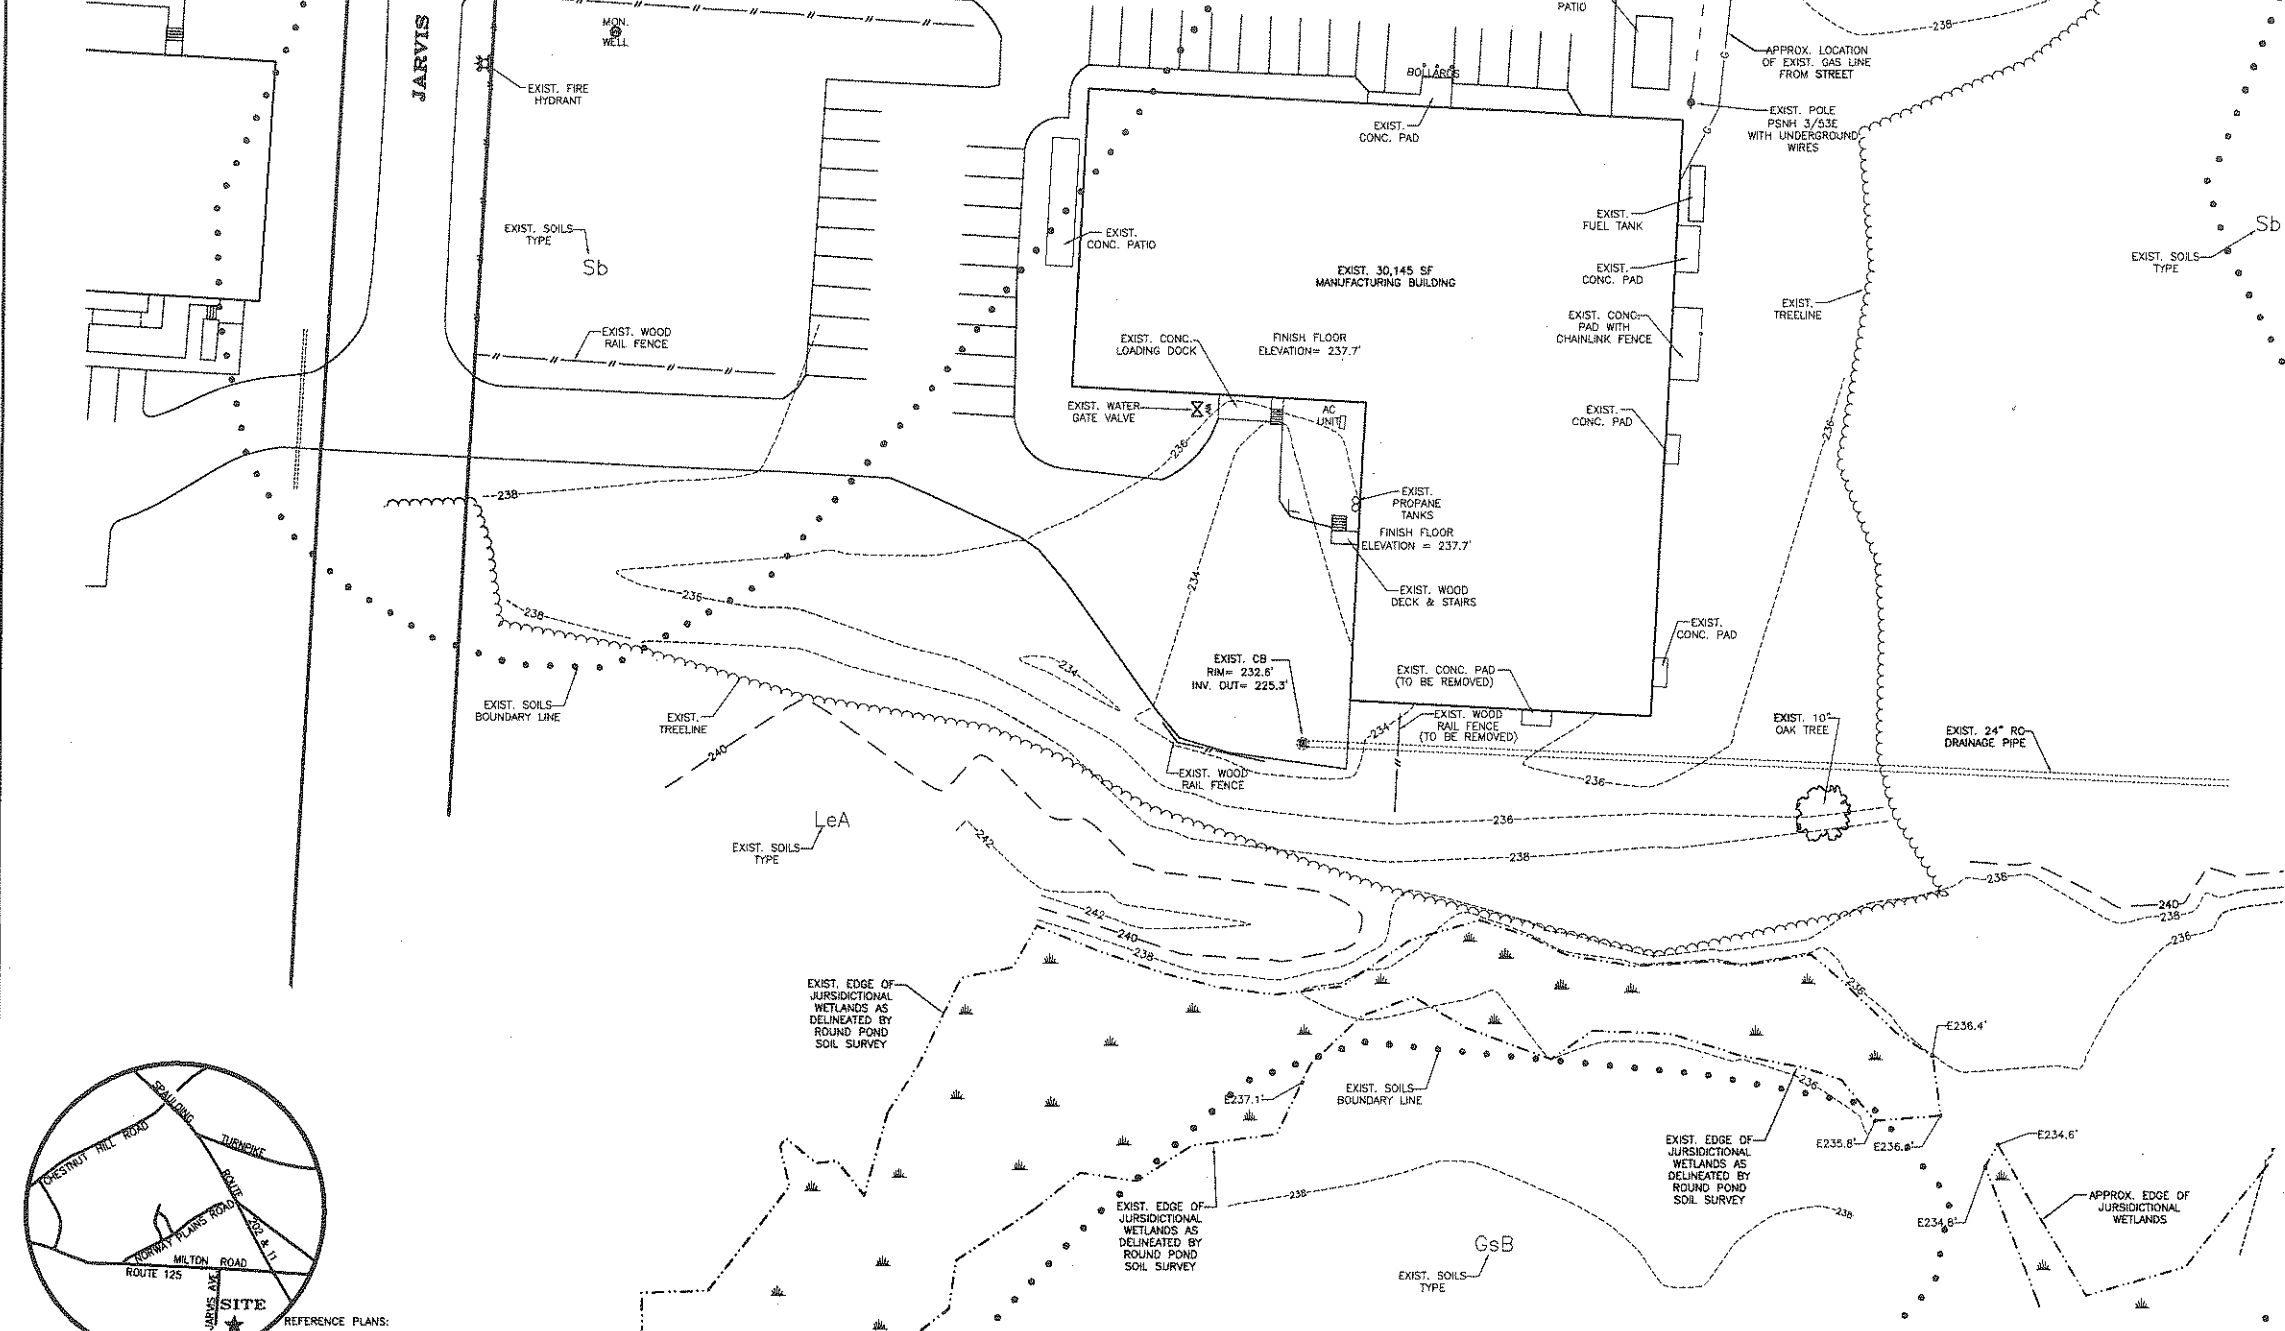 PATIO
JARVIS
MON.
WELL
EXIST. FIRE
HYDRANT
BOLLARDS
EXIST.
CONC. PAD
238
APPROX. LOCATION
OF EXIST. GAS LINE
FROM STREET
G
G
EXIST. POLE
PSNH 3/53E
WITH UNDERGROUND
WIRES
EXIST. SOILS
TYPE
Sb
EXIST.
CONC. PATIO
EXIST.
FUEL TANK
EXIST. 30,145 SF
MANUFACTURING BUILDING
EXIST.
CONC. PAD
EXIST. SOILS
TYPE
Sb
EXIST.
TREELINE
EXIST. CONC.
PAD WITH
CHAINLINK FENCE
EXIST. WOOD
RAIL FENCE
EXIST. CONC.
LOADING DOCK
FINISH FLOOR
ELEVATION= 237.7'
EXIST. WATER
GATE VALVE
AC
UNIT
EXIST.
CONC. PAD
236
236
238
EXIST.
PROPANE
TANKS
FINISH FLOOR
ELEVATION = 237.7'
234
236
238
EXIST. WOOD
DECK & STAIRS
EXIST.
CONC. PAD
EXIST. CB
RIM= 232.6'
INV. OUT= 225.3'
234
EXIST. CONC. PAD
(TO BE REMOVED)
EXIST. SOILS
BOUNDARY LINE
EXIST.
TREELINE
240
234
EXIST. WOOD
RAIL FENCE
(TO BE REMOVED)
EXIST. 10"
OAK TREE
EXIST. 24" RC
DRAINAGE PIPE
EXIST. WOOD
RAIL FENCE
236
LeA
EXIST. SOILS
TYPE
242
236
238
238
240
238
242
240
238
236
EXIST. EDGE OF
JURSIDICTIONAL
WETLANDS AS
DELINEATED BY
ROUND POND
SOIL SURVEY
236
E236.4'
E237.1'
EXIST. SOILS
BOUNDARY LINE
236
EXIST. EDGE OF
JURSIDICTIONAL
WETLANDS AS
DELINEATED BY
ROUND POND
SOIL SURVEY
E235.8'
E234.6'
EXIST. EDGE OF
JURSIDICTIONAL
WETLANDS AS
DELINEATED BY
ROUND POND
SOIL SURVEY
238
238
E234.8'
APPROX. EDGE OF
JURSIDICTIONAL
WETLANDS
GsB
EXIST. SOILS
TYPE
SPAULDING
TURNPIKE
CHESTNUT HILL ROAD
ROUTE
202 & 11
NORWAY PLAINS ROAD
MILTON ROAD
ROUTE 125
JARVIS AVE
SITE
REFERENCE PLANS: